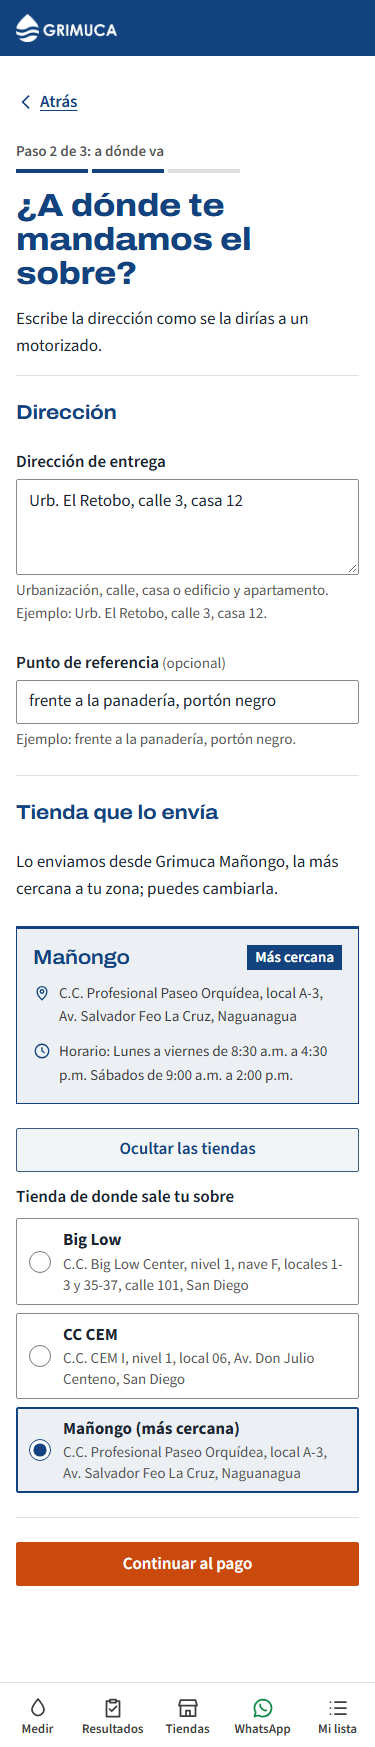 GRIMUCA
Atrás
Paso 2 de 3: a dónde va
¿A dónde te
mandamos el
sobre?
Escribe la dirección como se la dirías a un
motorizado.
Dirección
Dirección de entrega
Urb. El Retobo, calle 3, casa 12
Urbanización, calle, casa o edificio y apartamento.
Ejemplo: Urb. El Retobo, calle 3, casa 12.
Punto de referencia (opcional)
frente a la panadería, portón negro
Ejemplo: frente a la panadería, portón negro.
Tienda que lo envía
Lo enviamos desde Grimuca Mañongo, la más
cercana a tu zona; puedes cambiarla.
Mañongo Más cercana
C.C. Profesional Paseo Orquídea, local A-3,
Av. Salvador Feo La Cruz, Naguanagua
Horario: Lunes a viernes de 8:30 a.m. a 4:30
p.m. Sábados de 9:00 a.m. a 2:00 p.m.
Ocultar las tiendas
Tienda de donde sale tu sobre
Big Low
C.C. Big Low Center, nivel 1, nave F, locales 1-
3 y 35-37, calle 101, San Diego
CC CEM
C.C. CEM I, nivel 1, local 06, Av. Don Julio
Centeno, San Diego
Mañongo (más cercana)
C.C. Profesional Paseo Orquídea, local A-3,
Av. Salvador Feo La Cruz, Naguanagua
Continuar al pago
Medir Resultados Tiendas WhatsApp Mi lista